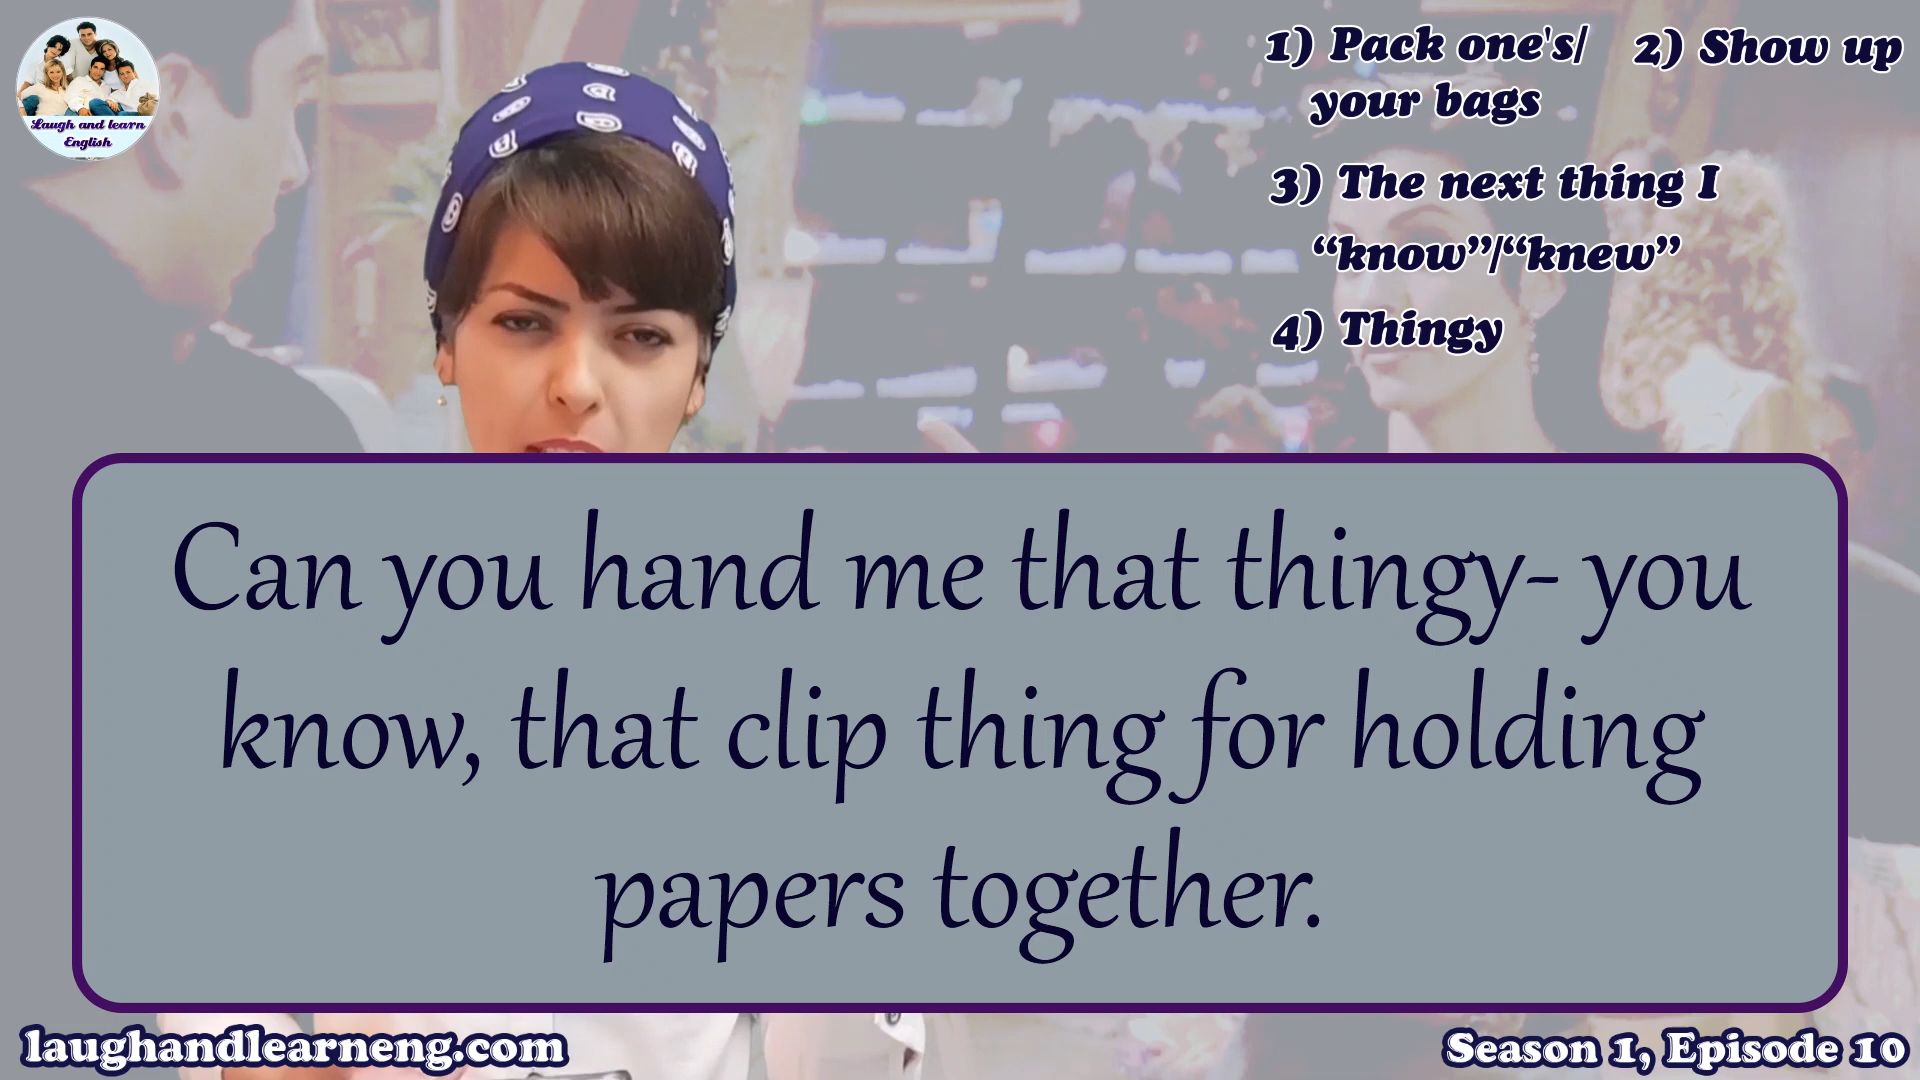 Laugh and learn
English
1) Pack one's/
your bags
2) Show up
3) The next thing I
“know”/“knew”
4) Thingy
Can you hand me that thingy- you
know, that clip thing for holding
papers together.
laughandlearneng.com
Season 1, Episode 10